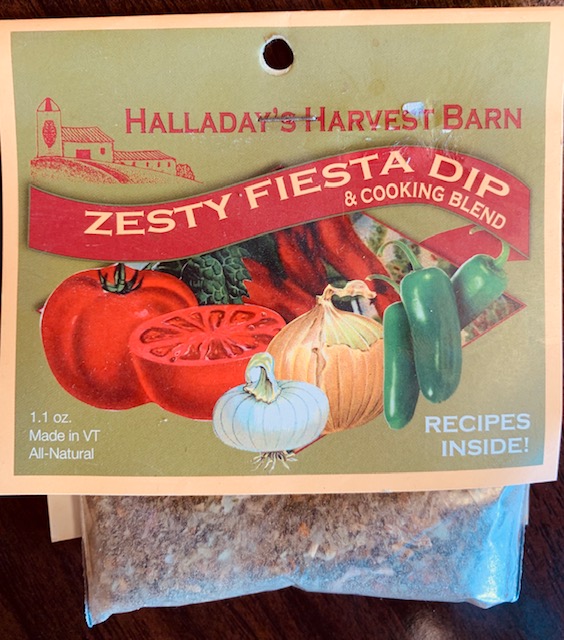 HALLADAY'S HARVEST BARN
ZESTY FIESTA DIP
& COOKING BLEND
1.1 oz.
Made in VT
All-Natural
RECIPES
INSIDE!